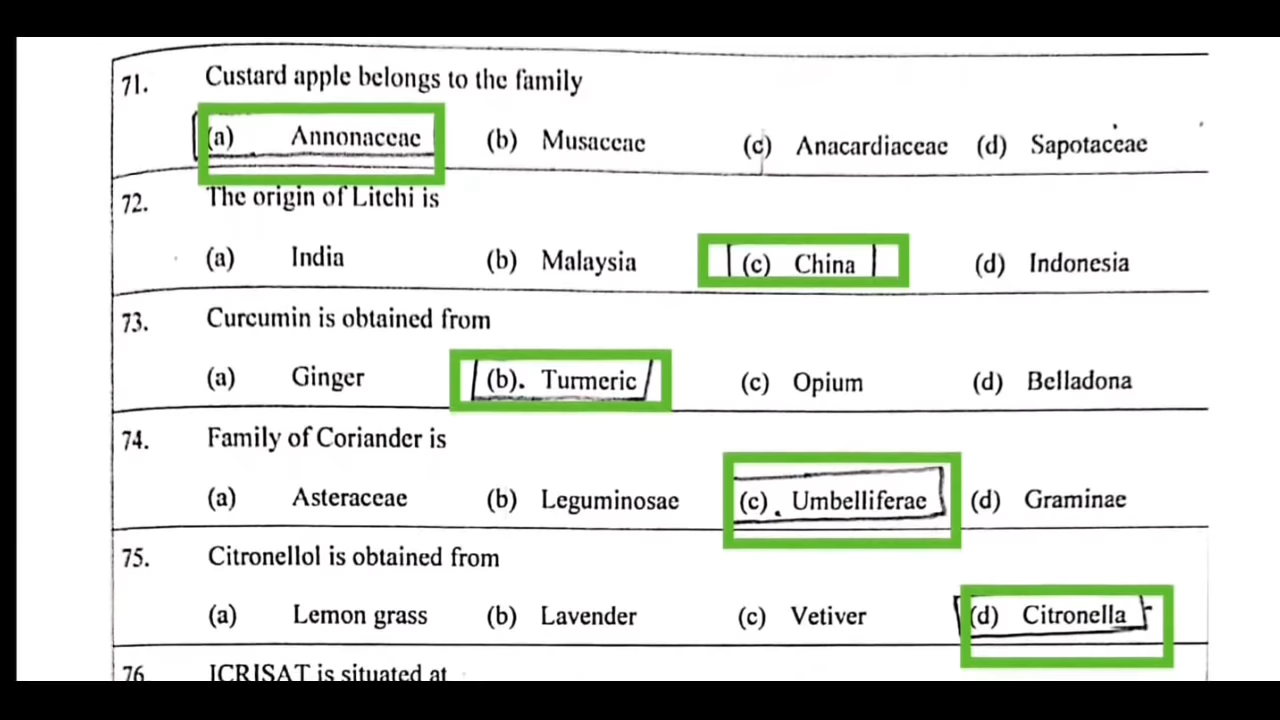 71. Custard apple belongs to the family
(a) Annonaceae (b) Musaceae (c) Anacardiaceae (d) Sapotaceae
72. The origin of Litchi is
(a) India (b) Malaysia (c) China (d) Indonesia
73. Curcumin is obtained from
(a) Ginger (b). Turmeric (c) Opium (d) Belladona
74. Family of Coriander is
(a) Asteraceae (b) Leguminosae (c). Umbelliferae (d) Graminae
75. Citronellol is obtained from
(a) Lemon grass (b) Lavender (c) Vetiver (d) Citronella
76 ICRISAT is situated at